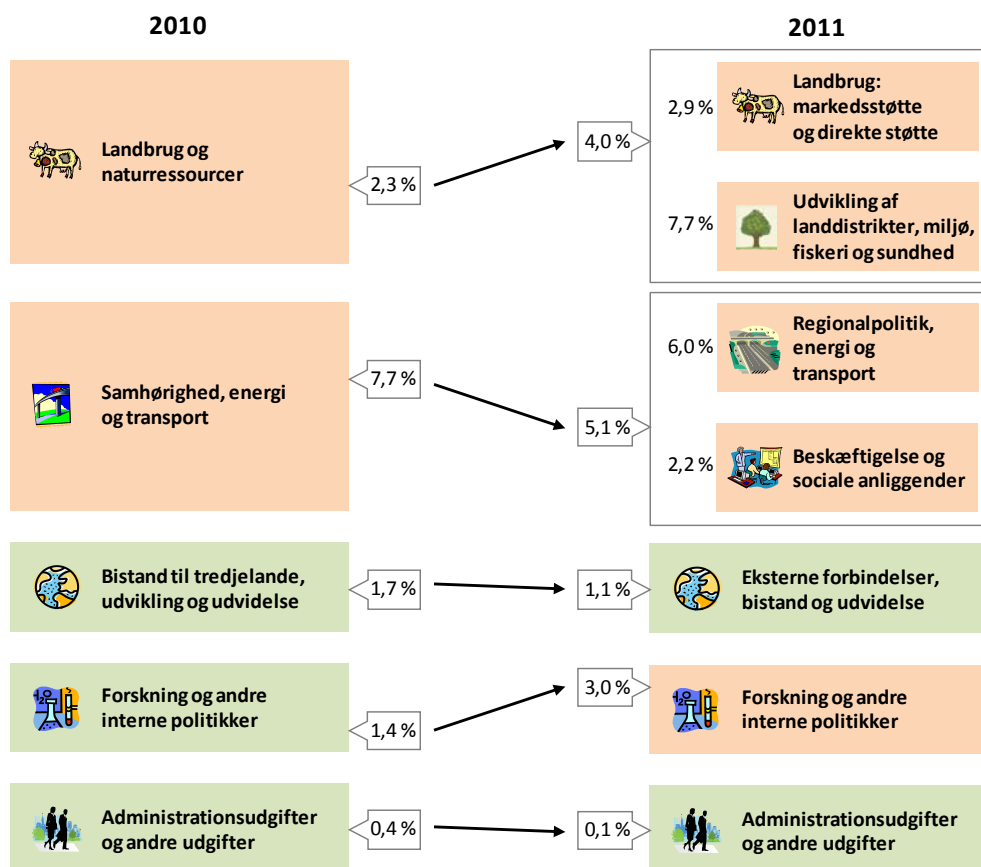 2010
2011
Landbrug og
naturressourcer
2,3 %
4,0 %
2,9 %
Landbrug:
markedsstøtte
og direkte støtte
7,7 %
Udvikling af
landdistrikter, miljø,
fiskeri og sundhed
Samhørighed, energi
og transport
7,7 %
5,1 %
6,0 %
Regionalpolitik,
energi og
transport
2,2 %
Beskæftigelse og
sociale anliggender
Bistand til tredjelande,
udvikling og udvidelse
1,7 %
1,1 %
Eksterne forbindelser,
bistand og udvidelse
Forskning og andre
interne politikker
1,4 %
3,0 %
Forskning og andre
interne politikker
Administrationsudgifter
og andre udgifter
0,4 %
0,1 %
Administrationsudgifter
og andre udgifter